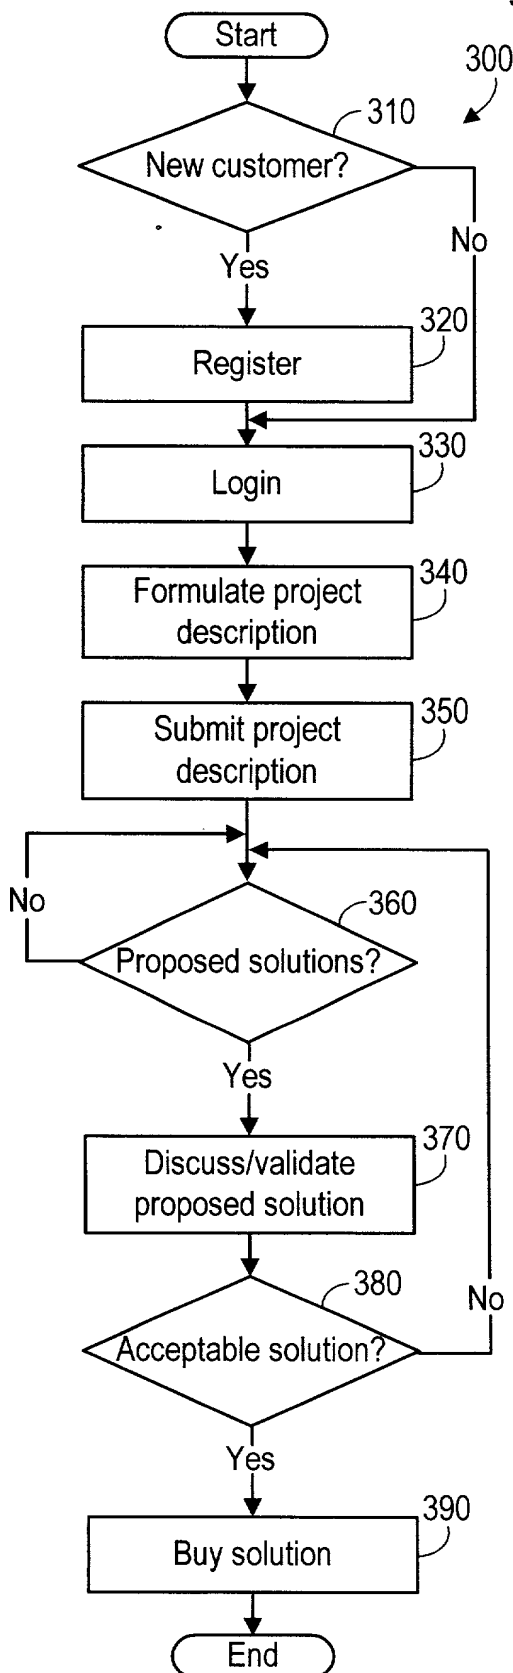 Start
300
310
New customer?
No
Yes
320
Register
330
Login
340
Formulate project
description
350
Submit project
description
No
360
Proposed solutions?
Yes
370
Discuss/validate
proposed solution
380
No
Acceptable solution?
Yes
390
Buy solution
End